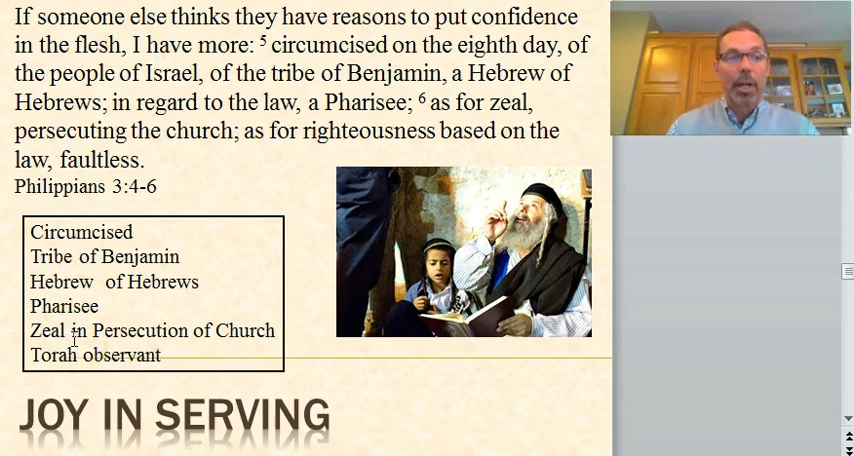 If someone else thinks they have reasons to put confidence
in the flesh, I have more: ⁵ circumcised on the eighth day, of
the people of Israel, of the tribe of Benjamin, a Hebrew of
Hebrews; in regard to the law, a Pharisee; ⁶ as for zeal,
persecuting the church; as for righteousness based on the
law, faultless.
Philippians 3:4-6
Circumcised
Tribe of Benjamin
Hebrew of Hebrews
Pharisee
Zeal in Persecution of Church
Torah observant
JOY IN SERVING